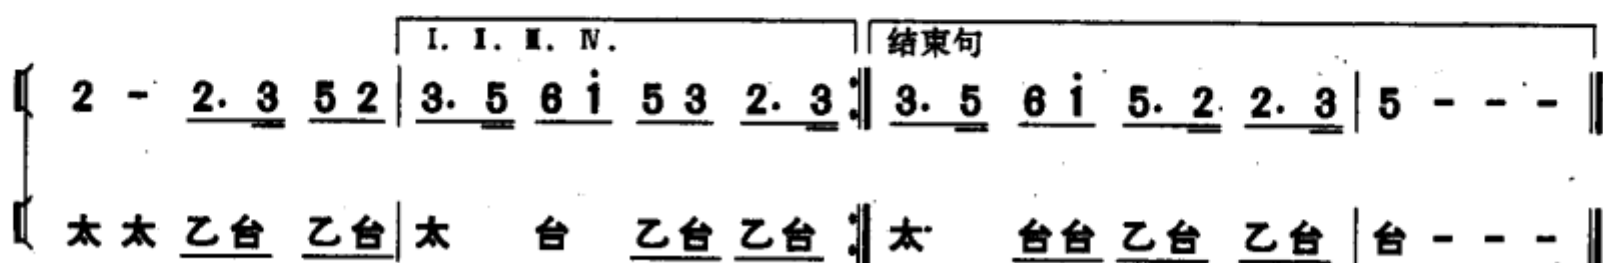 I. Ⅱ. Ⅲ. Ⅳ. 结束句
2 - 2. 3 5 2 | 3. 5 6 i 5 3 2. 3 :‖ 3. 5 6 i 5. 2 2. 3 | 5 - - - ‖
太 太 乙 台 乙 台 | 太 台 乙 台 乙 台 :‖ 太 台 台 乙 台 乙 台 | 台 - - - ‖